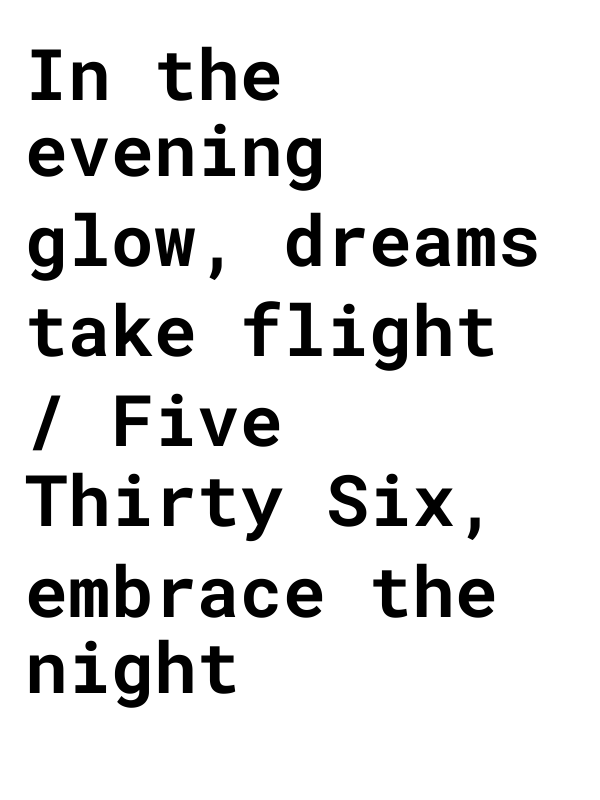 In the
evening
glow, dreams
take flight
/ Five
Thirty Six,
embrace the
night